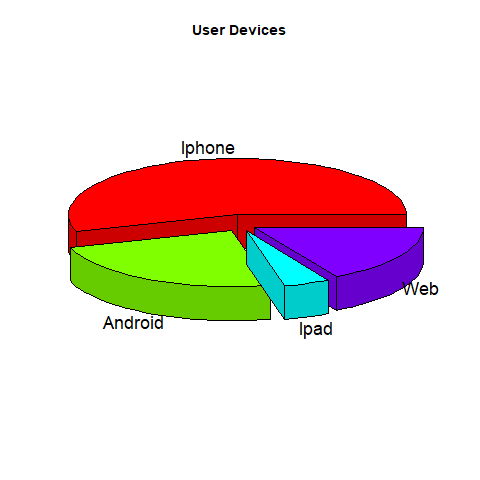 User Devices
Iphone
Web
Android
Ipad